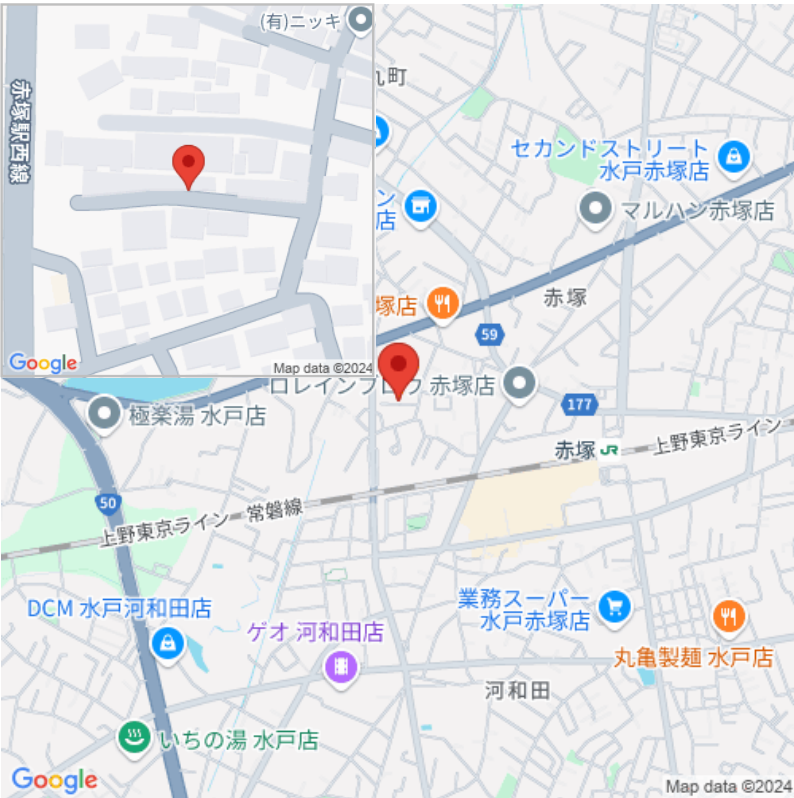 (有)ニッキ
赤塚駅西線
Google
Map data ©2024
九町
セカンドストリート
水戸赤塚店
マルハン赤塚店
ン
店
塚店
赤塚
59
赤塚店
177
極楽湯 水戸店
赤塚
上野東京ライン
50
上野東京ライン-常磐線
DCM 水戸河和田店
業務スーパー
水戸赤塚店
ゲオ 河和田店
丸亀製麺 水戸店
河和田
いちの湯 水戸店
Google
Map data ©2024